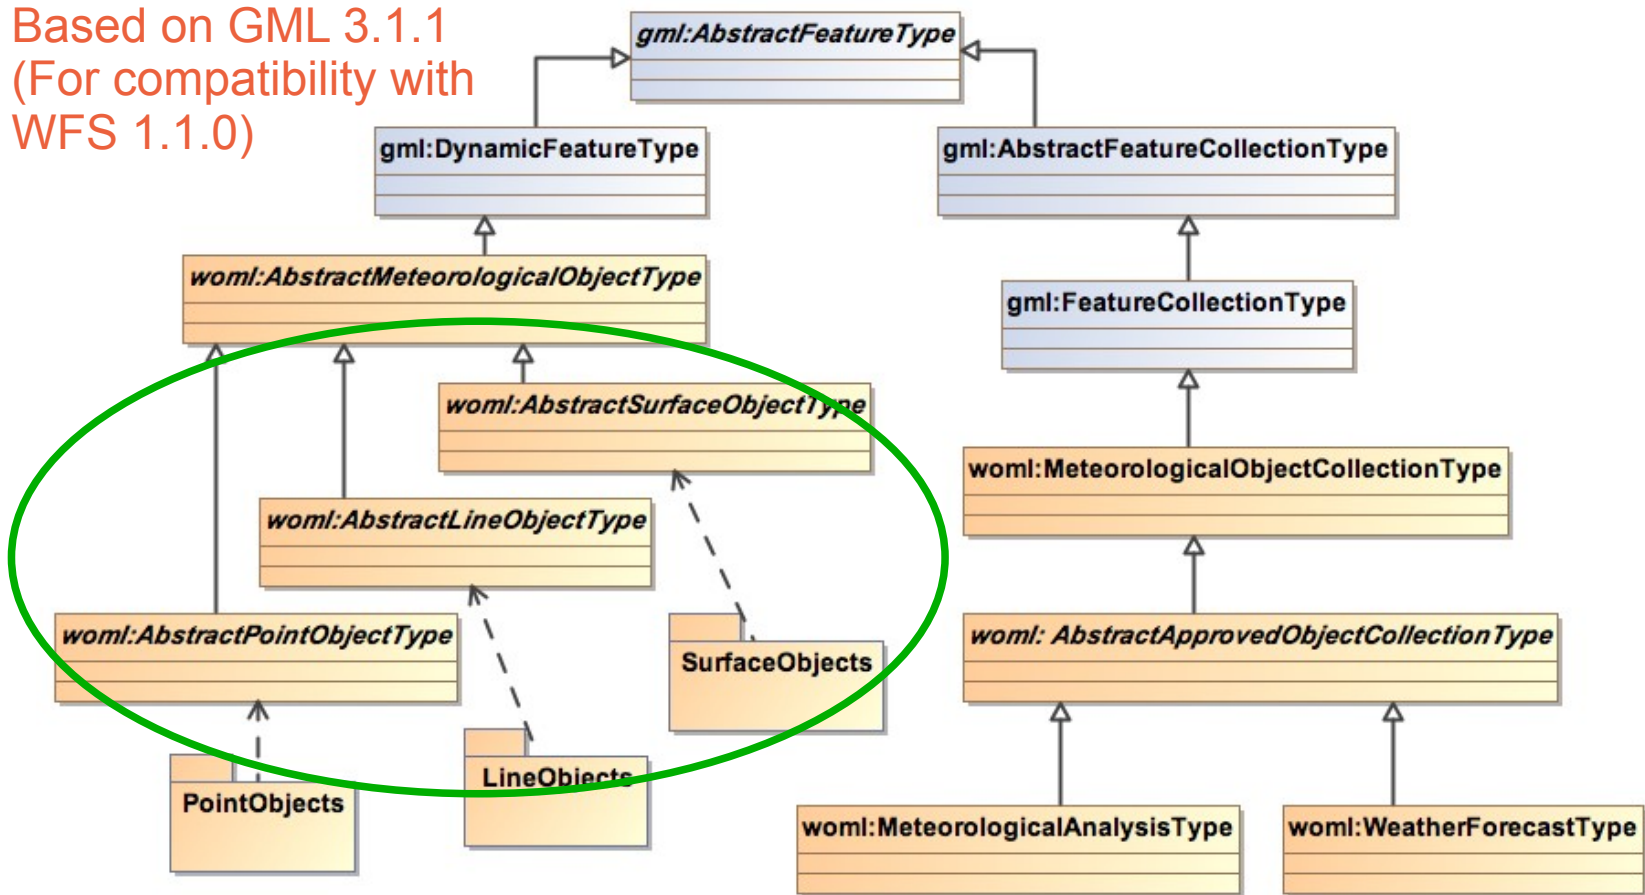 Based on GML 3.1.1
(For compatibility with
WFS 1.1.0)
gml:AbstractFeatureType
gml:DynamicFeatureType
gml:AbstractFeatureCollectionType
woml:AbstractMeteorologicalObjectType
gml:FeatureCollectionType
woml:AbstractSurfaceObjectType
woml:MeteorologicalObjectCollectionType
woml:AbstractLineObjectType
woml:AbstractPointObjectType
woml: AbstractApprovedObjectCollectionType
SurfaceObjects
LineObjects
PointObjects
woml:MeteorologicalAnalysisType
woml:WeatherForecastType